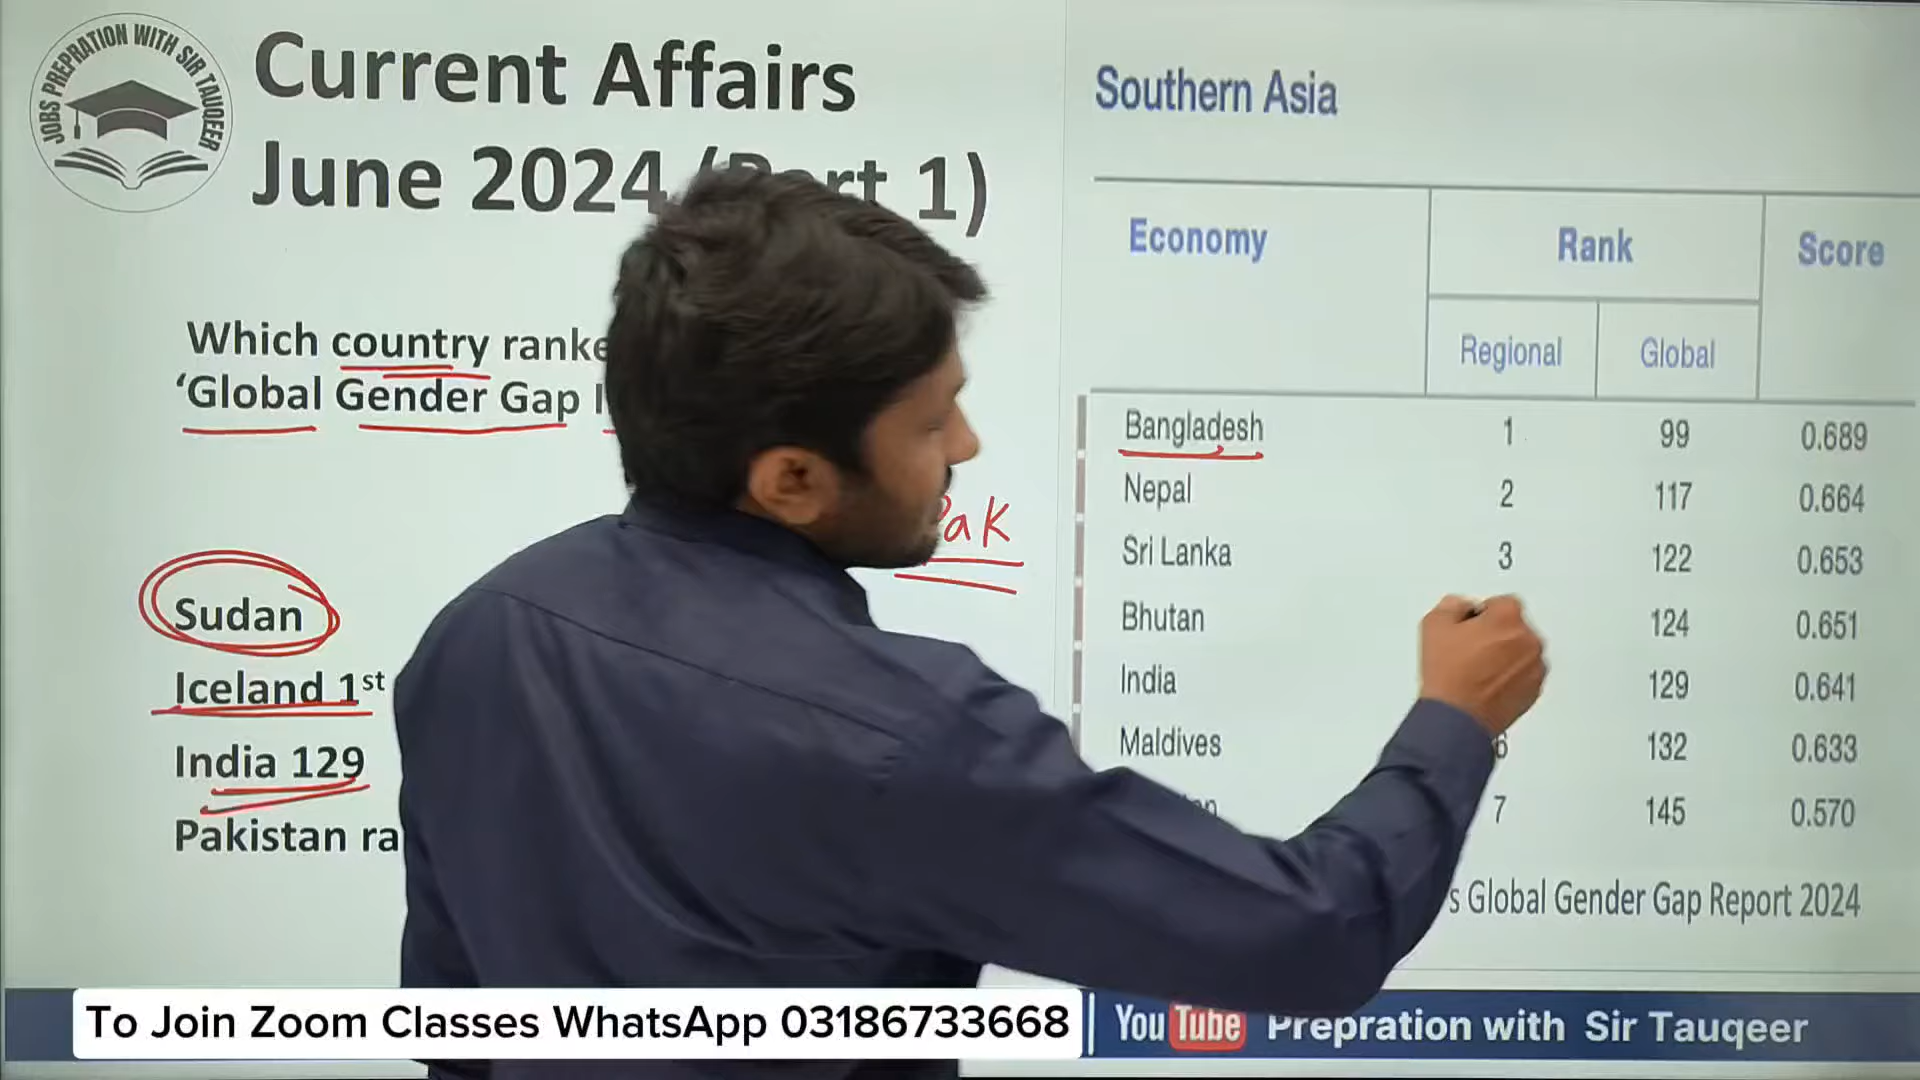 JOBS PREPRATION WITH SIR TAUQEER
Current Affairs
June 2024 (Part 1)
Which country ranke
‘Global Gender Gap I
Pak
Sudan
Iceland 1st
India 129
Pakistan ra
Southern Asia
Economy Rank Score
Regional Global
Bangladesh 1 99 0.689
Nepal 2 117 0.664
Sri Lanka 3 122 0.653
Bhutan 124 0.651
India 129 0.641
Maldives 6 132 0.633
7 145 0.570
s Global Gender Gap Report 2024
To Join Zoom Classes WhatsApp 03186733668
YouTube Prepration with Sir Tauqeer